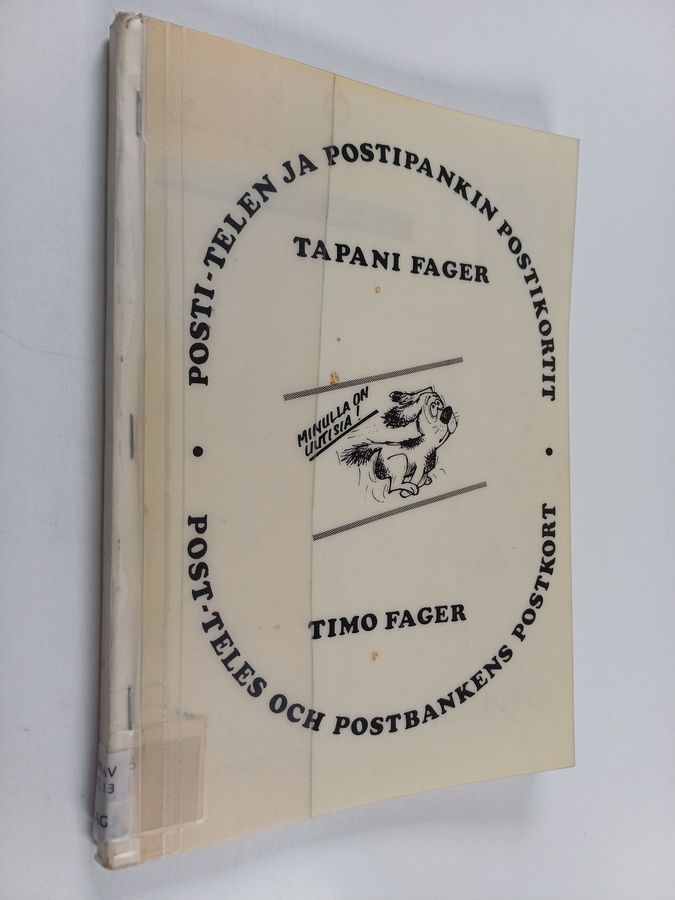 POSTI-TELEN JA POSTIPANKIN POSTIKORTIT
TAPANI FAGER
MINULLA ON
UUTISIA!
TIMO FAGER
• POST-TELES OCH POSTBANKENS POSTKORT •